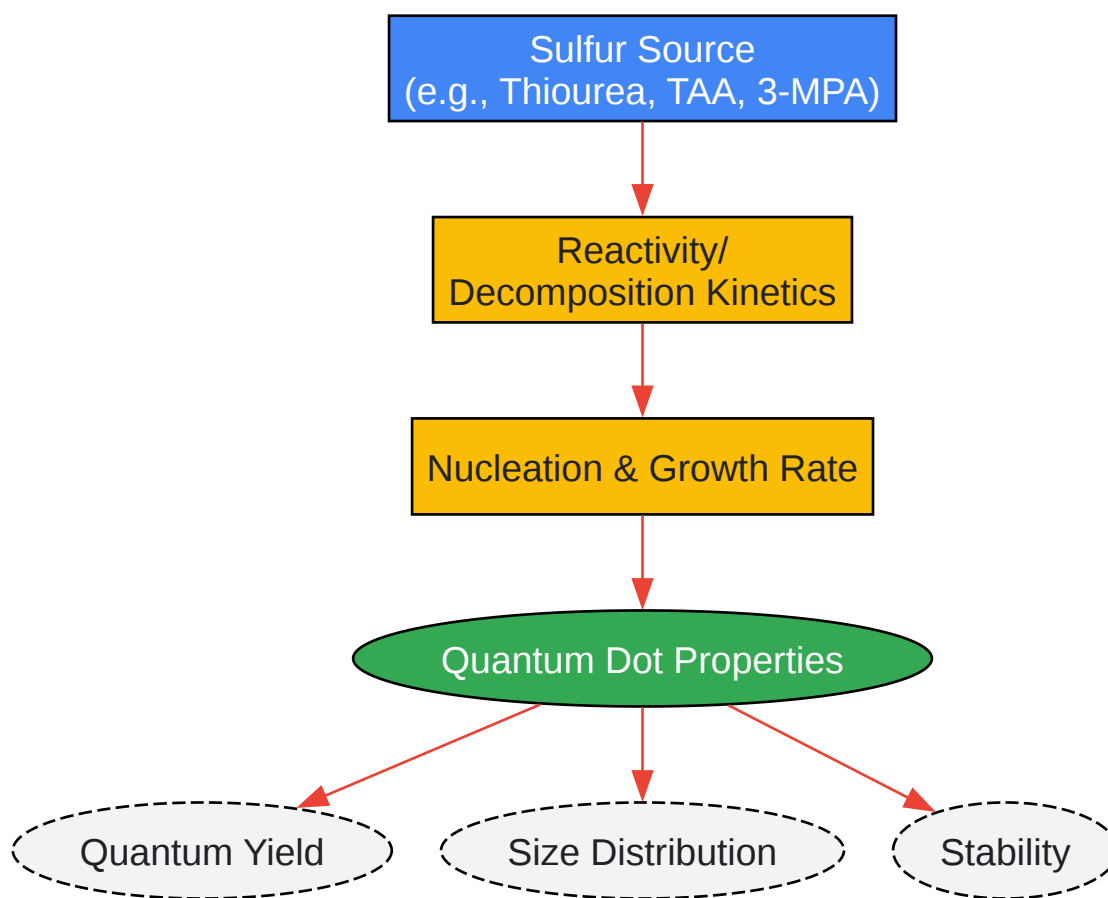 Sulfur Source
(e.g., Thiourea, TAA, 3-MPA)
Reactivity/
Decomposition Kinetics
Nucleation & Growth Rate
Quantum Dot Properties
Quantum Yield
Size Distribution
Stability